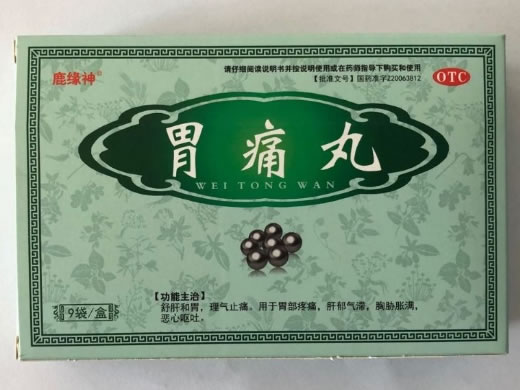 鹿缘神®
请仔细阅读说明书并按说明使用或在药师指导下购买和使用
【批准文号】国药准字Z20063812
OTC
胃痛丸
WEI TONG WAN
【功能主治】
舒肝和胃，理气止痛。用于胃部疼痛，肝郁气滞，胸胁胀满，
恶心呕吐。
9袋/盒